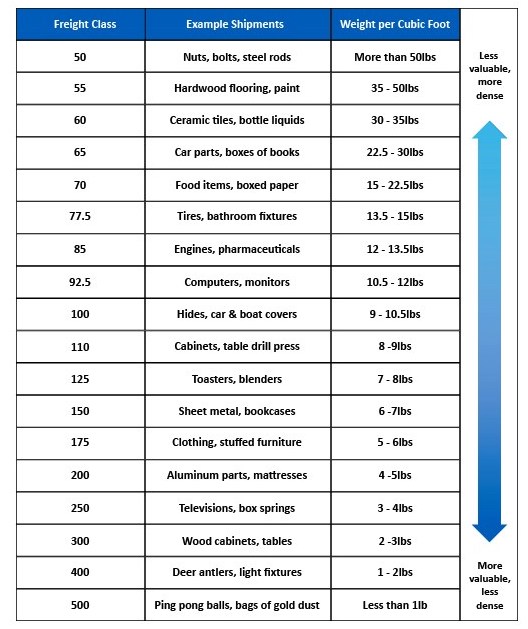 Freight Class Example Shipments Weight per Cubic Foot
50 Nuts, bolts, steel rods More than 50lbs
55 Hardwood flooring, paint 35 - 50lbs
60 Ceramic tiles, bottle liquids 30 - 35lbs
65 Car parts, boxes of books 22.5 - 30lbs
70 Food items, boxed paper 15 - 22.5lbs
77.5 Tires, bathroom fixtures 13.5 - 15lbs
85 Engines, pharmaceuticals 12 - 13.5lbs
92.5 Computers, monitors 10.5 - 12lbs
100 Hides, car & boat covers 9 - 10.5lbs
110 Cabinets, table drill press 8 -9lbs
125 Toasters, blenders 7 - 8lbs
150 Sheet metal, bookcases 6 -7lbs
175 Clothing, stuffed furniture 5 - 6lbs
200 Aluminum parts, mattresses 4 -5lbs
250 Televisions, box springs 3 - 4lbs
300 Wood cabinets, tables 2 -3lbs
400 Deer antlers, light fixtures 1 - 2lbs
500 Ping pong balls, bags of gold dust Less than 1lb
Less
valuable,
more
dense
More
valuable,
less
dense